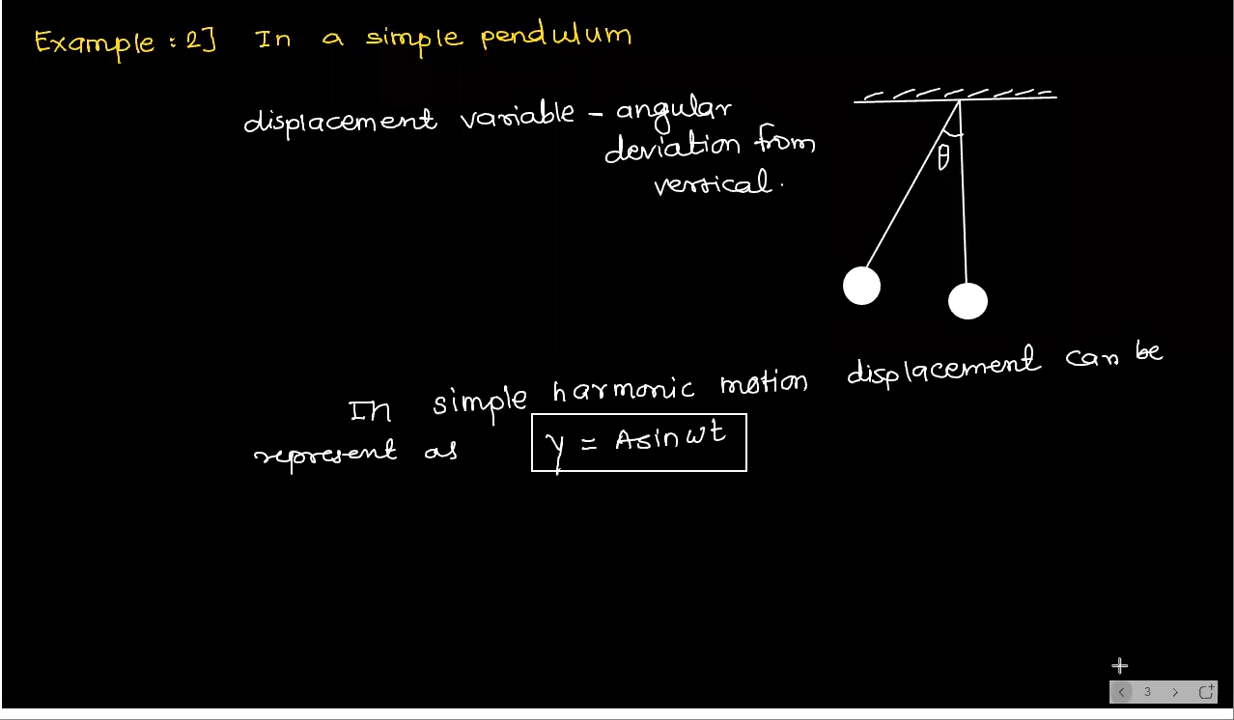 Example : 2] In a simple pendulum
displacement variable - angular
deviation from
vertical.
θ
In simple harmonic motion displacement can be
represent as y = Asinωt
3